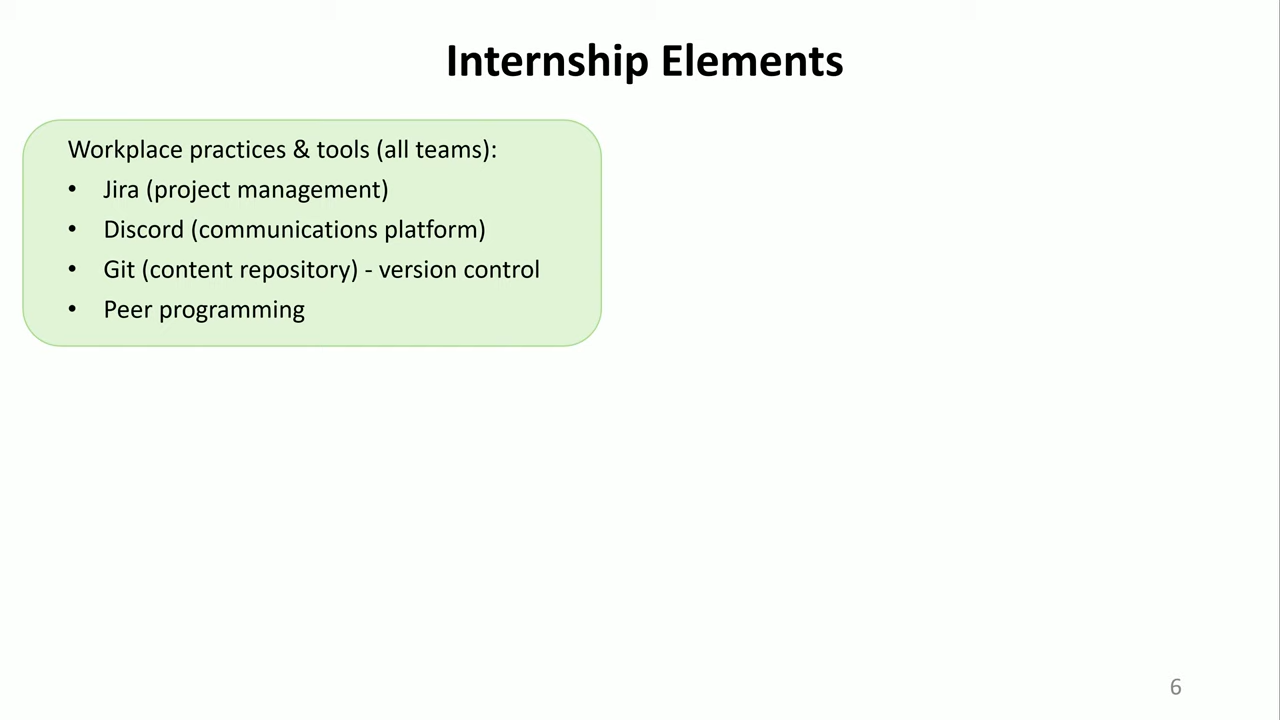 Internship Elements
Workplace practices & tools (all teams):
• Jira (project management)
• Discord (communications platform)
• Git (content repository) - version control
• Peer programming
6